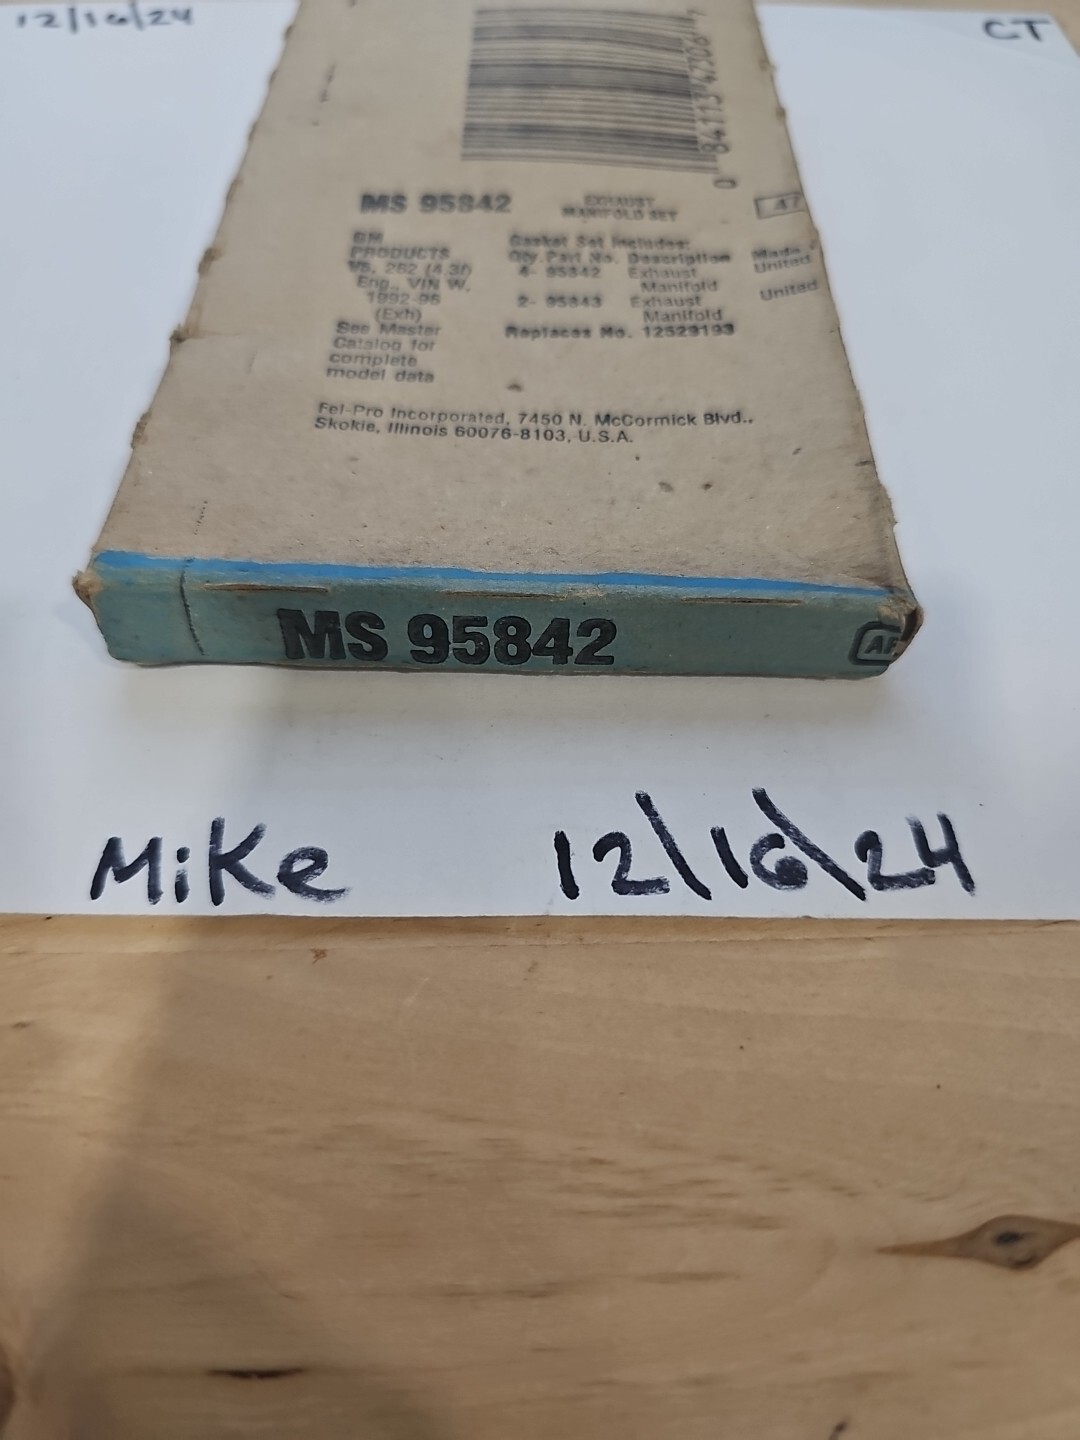 12/16/24
CT
MS 95842
EXHAUST
MANIFOLD SET
GM
PRODUCTS
V6, 262 (4.3l)
Eng., VIN W,
1992-96
(Exh)
See Master
Catalog for
complete
model data
Gasket Set Includes:
Qty. Part No. Description
4- 95842 Exhaust
Manifold
2- 95843 Exhaust
Manifold
Replaces No. 12529193
Made
United
United
Fel-Pro Incorporated, 7450 N. McCormick Blvd.,
Skokie, Illinois 60076-8103, U.S.A.
MS 95842
Mike 12\16\24